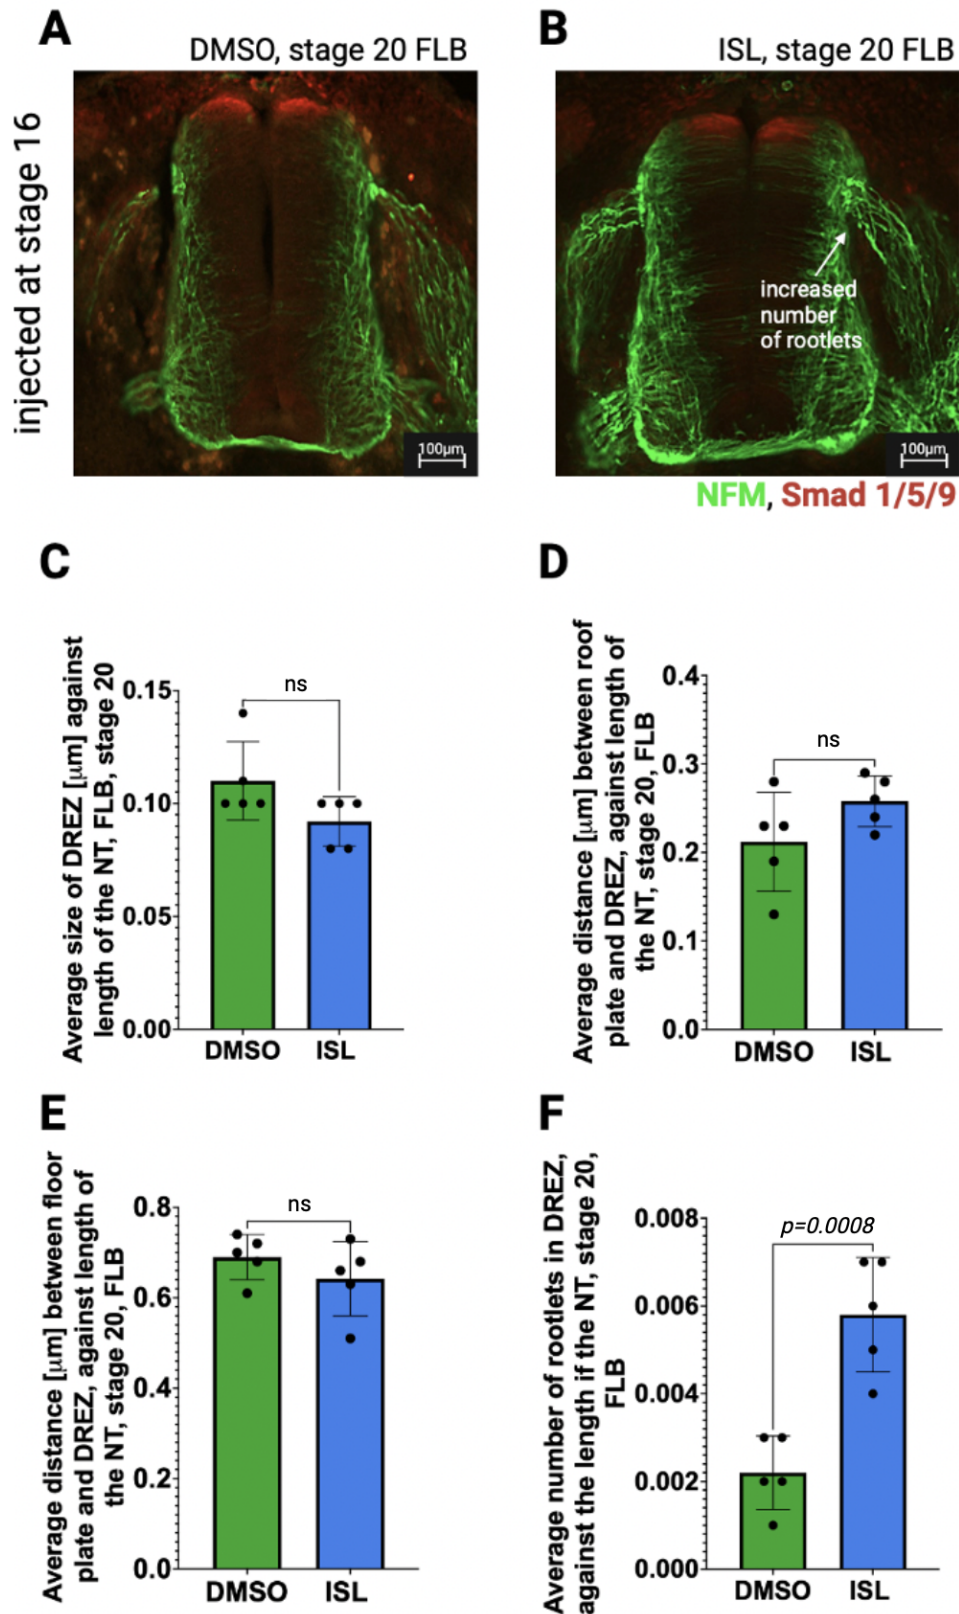 A
DMSO, stage 20 FLB
B
ISL, stage 20 FLB
injected at stage 16
increased
number
of rootlets
100µm
100µm
NFM, Smad 1/5/9
C
Average size of DREZ [µm] against
length of the NT, FLB, stage 20
0.15
0.10
0.05
0.00
ns
DMSO ISL
D
Average distance [µm] between roof
plate and DREZ, against length of
the NT, stage 20, FLB
0.4
0.3
0.2
0.1
0.0
ns
DMSO ISL
E
Average distance [µm] between floor
plate and DREZ, against length of
the NT, stage 20, FLB
0.8
0.6
0.4
0.2
0.0
ns
DMSO ISL
F
Average number of rootlets in DREZ,
against the length if the NT, stage 20,
FLB
0.008
0.006
0.004
0.002
0.000
p=0.0008
DMSO ISL